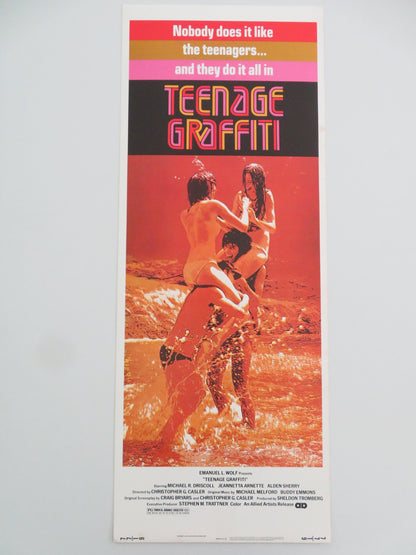 Nobody does it like
the teenagers...
and they do it all in
TEENAGE
GRAFFITI
EMANUEL L. WOLF Presents
"TEENAGE GRAFFITI"
Starring MICHAEL R. DRISCOLL JEANNETTA ARNETTE ALDEN SHERRY
Directed by CHRISTOPHER G. CASLER Original Music by MICHAEL MELFORD BUDDY EMMONS
Original Screenplay by CRAIG BRYARS and CHRISTOPHER G. CASLER Produced by SHELDON TROMBERG
Executive Producer STEPHEN W. TRATTNER Color An Allied Artists Release